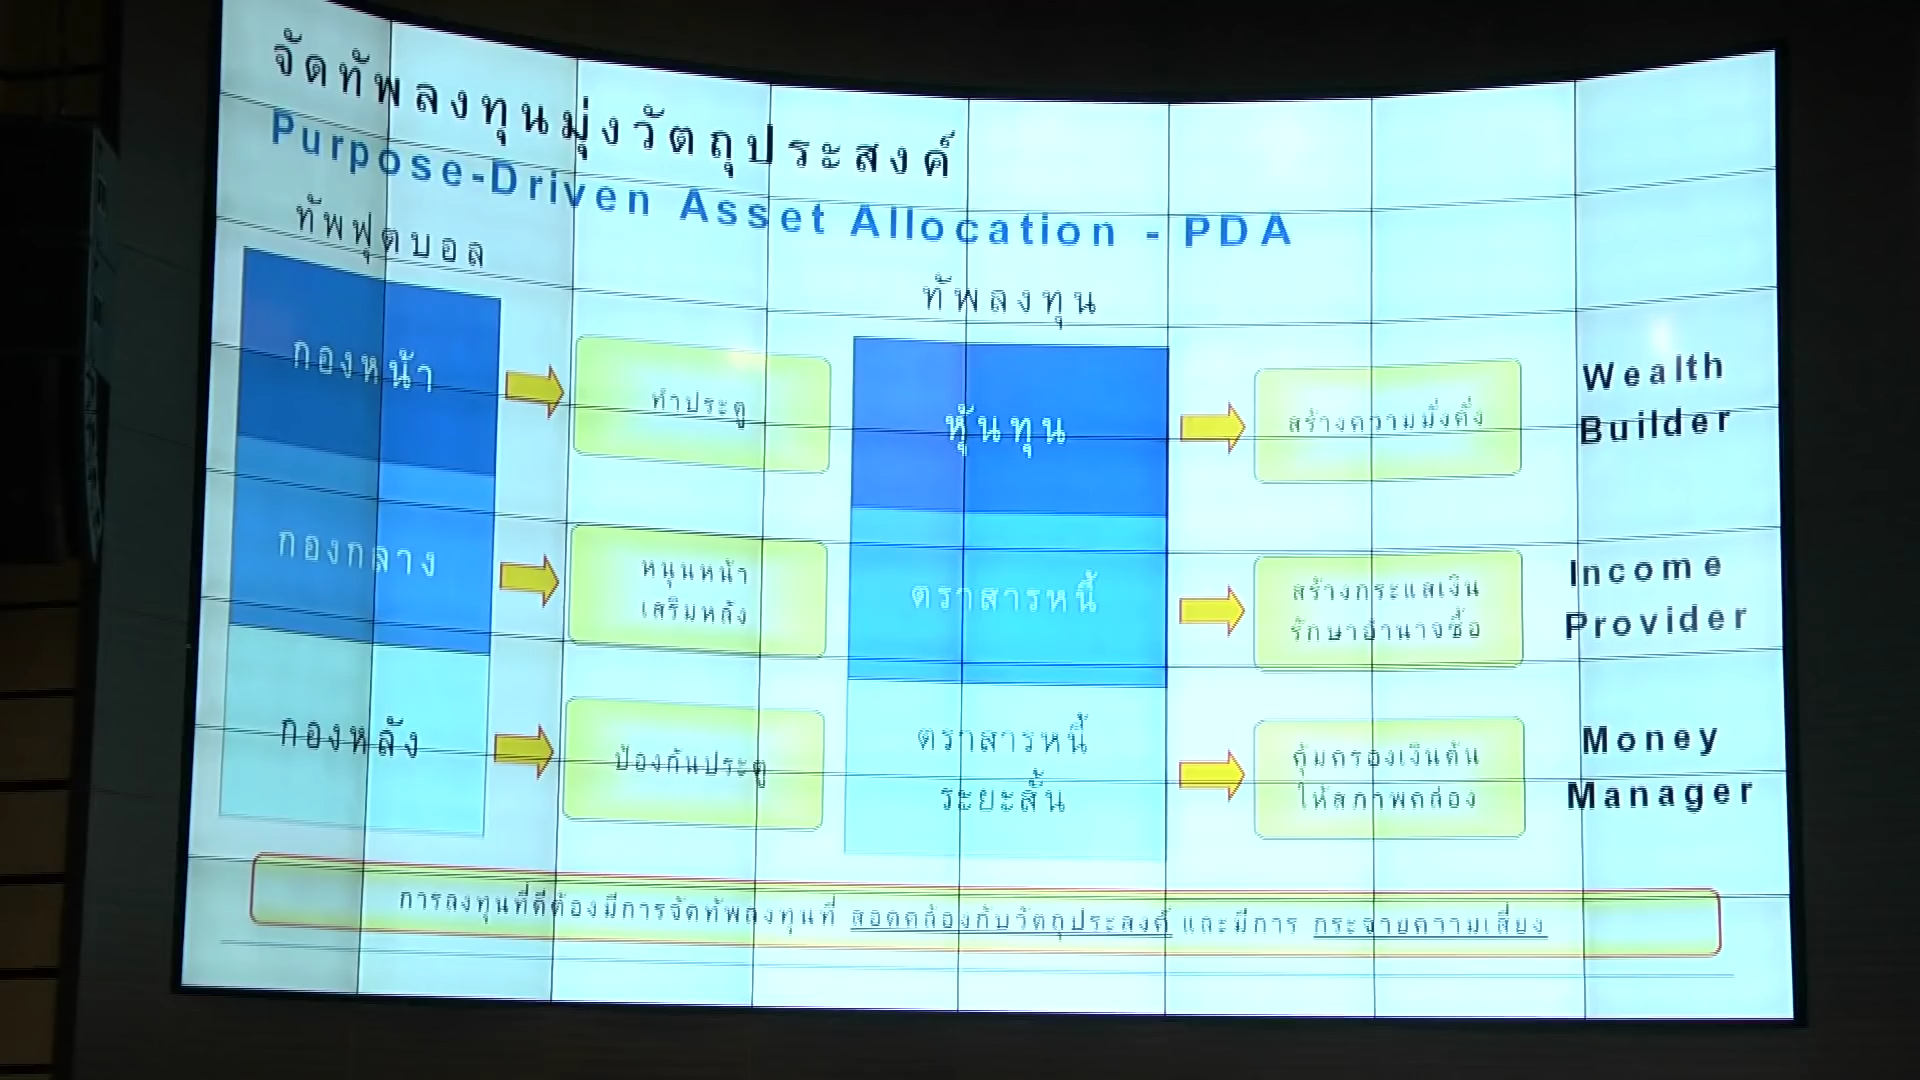 จัดทัพลงทุนมุ่งวัตถุประสงค์
Purpose-Driven Asset Allocation - PDA
ทัพฟุตบอล
ทัพลงทุน
กองหน้า
ทำประตู
หุ้นทุน
สร้างความมั่งคั่ง
Wealth
Builder
กองกลาง
หนุนหน้า
เสริมหลัง
ตราสารหนี้
สร้างกระแสเงิน
รักษาอำนาจซื้อ
Income
Provider
กองหลัง
ป้องกันประตู
ตราสารหนี้
ระยะสั้น
คุ้มครองเงินต้น
ให้สภาพคล่อง
Money
Manager
การลงทุนที่ดีต้องมีการจัดทัพลงทุนที่ สอดคล้องกับวัตถุประสงค์ และมีการ กระจายความเสี่ยง